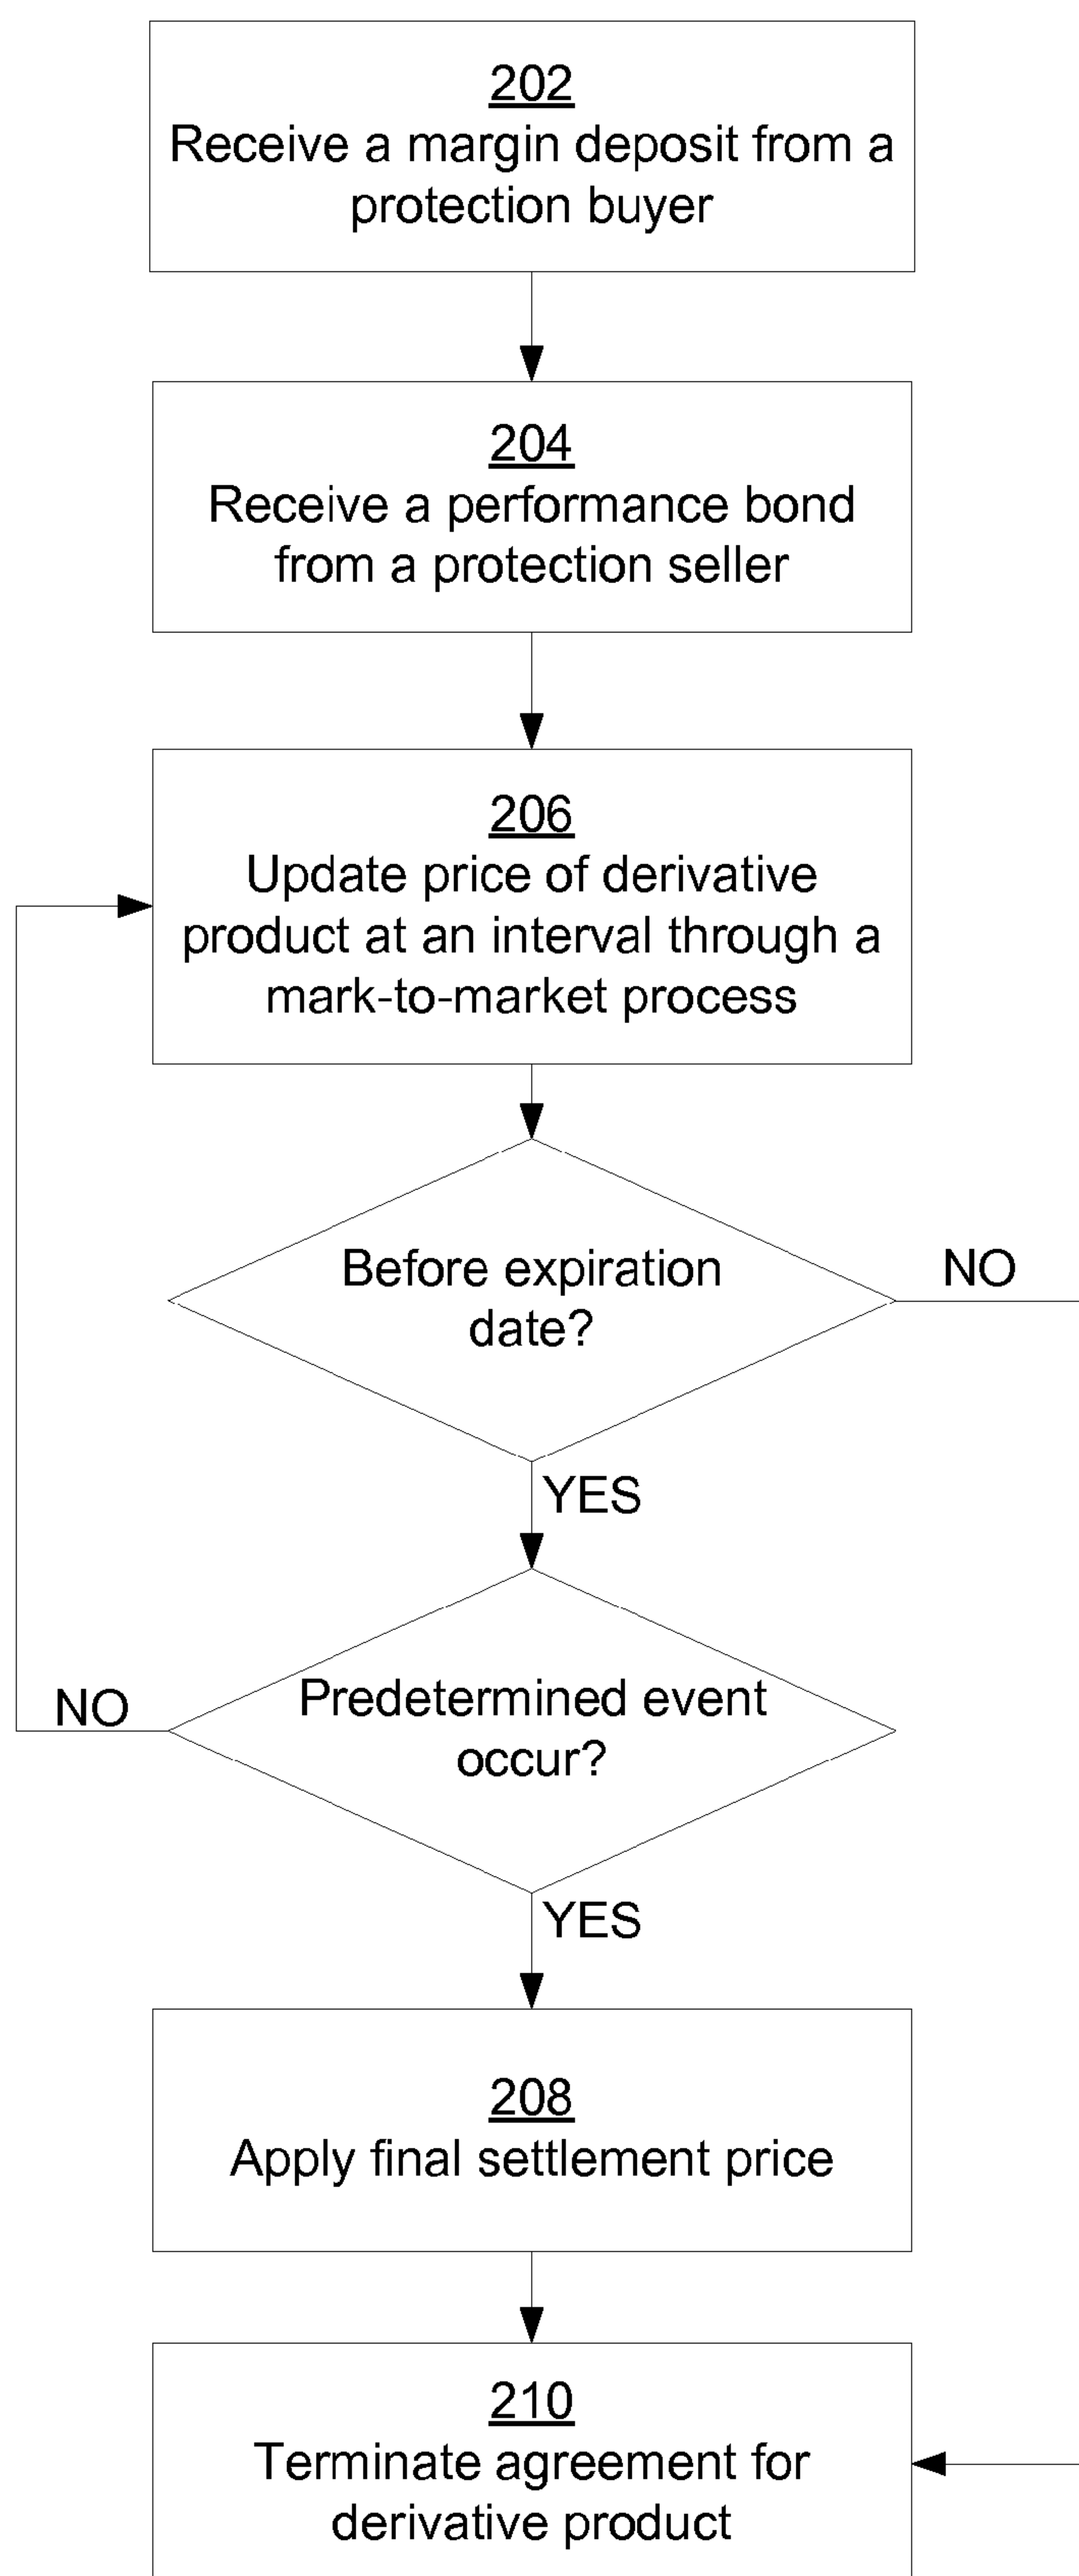 202
Receive a margin deposit from a
protection buyer
204
Receive a performance bond
from a protection seller
206
Update price of derivative
product at an interval through a
mark-to-market process
Before expiration
date?
NO
YES
Predetermined event
occur?
NO
YES
208
Apply final settlement price
210
Terminate agreement for
derivative product